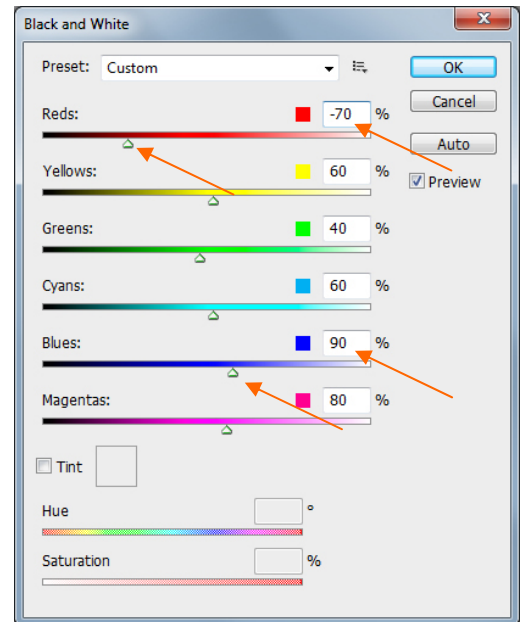 Black and White
Preset: Custom
OK
Cancel
Auto
Preview
Reds: -70 %
Yellows: 60 %
Greens: 40 %
Cyans: 60 %
Blues: 90 %
Magentas: 80 %
Tint
Hue °
Saturation %